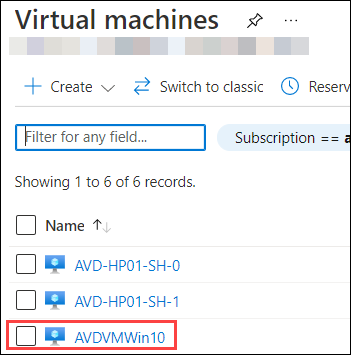 Virtual machines
+ Create Switch to classic Reserv
Filter for any field... Subscription == a
Showing 1 to 6 of 6 records.
Name ↑↓
AVD-HP01-SH-0
AVD-HP01-SH-1
AVDVMWin10